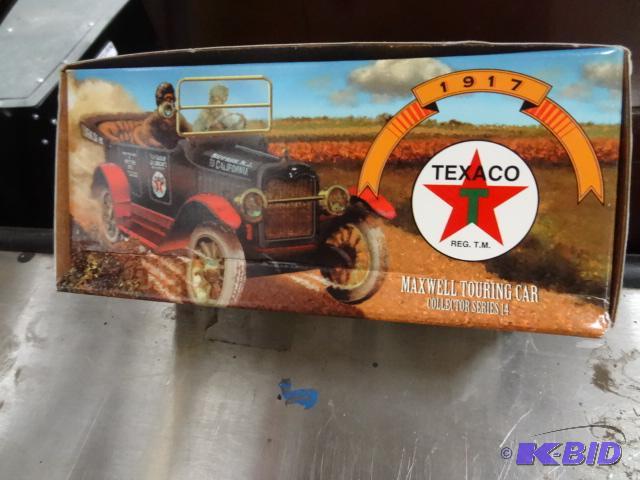 1917
TEXACO
T
REG. T.M.
MAXWELL TOURING CAR
COLLECTOR SERIES 14
CALIFORNIA
© K-BID